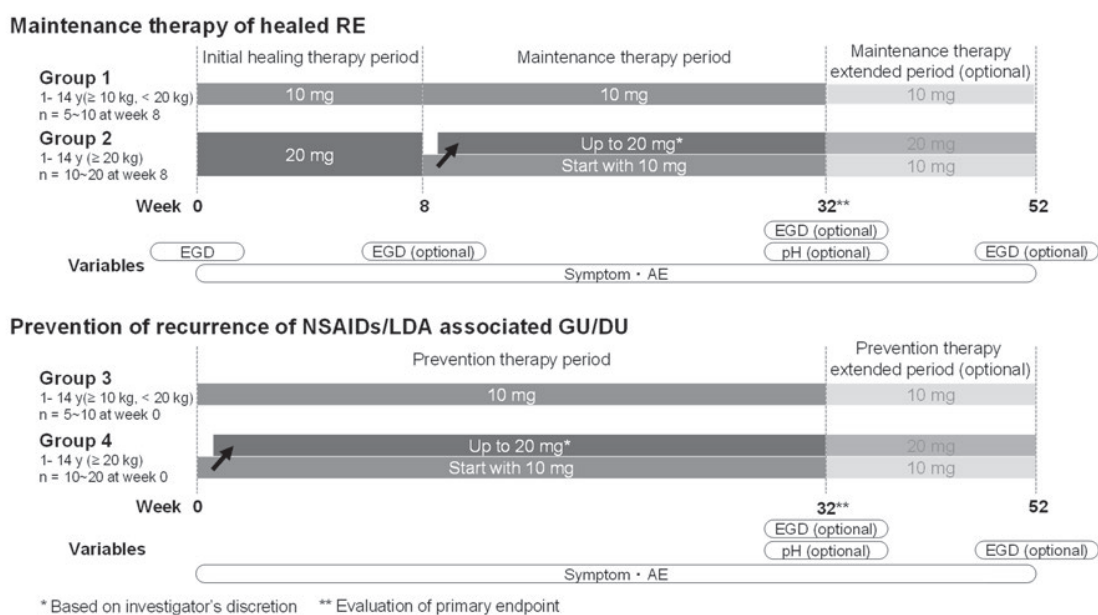 Maintenance therapy of healed RE
Initial healing therapy period
Maintenance therapy period
Maintenance therapy
extended period (optional)
Group 1
1- 14 y(≥ 10 kg, < 20 kg)
n = 5~10 at week 8
10 mg
10 mg
10 mg
Group 2
1- 14 y (≥ 20 kg)
n = 10~20 at week 8
20 mg
Up to 20 mg*
Start with 10 mg
20 mg
10 mg
Week 0
8
32**
52
Variables
EGD
EGD (optional)
EGD (optional)
pH (optional)
EGD (optional)
Symptom・AE
Prevention of recurrence of NSAIDs/LDA associated GU/DU
Prevention therapy period
Prevention therapy
extended period (optional)
Group 3
1- 14 y(≥ 10 kg, < 20 kg)
n = 5~10 at week 0
10 mg
10 mg
Group 4
1- 14 y (≥ 20 kg)
n = 10~20 at week 0
Up to 20 mg*
Start with 10 mg
20 mg
10 mg
Week 0
32**
52
Variables
EGD (optional)
pH (optional)
EGD (optional)
Symptom・AE
* Based on investigator's discretion ** Evaluation of primary endpoint